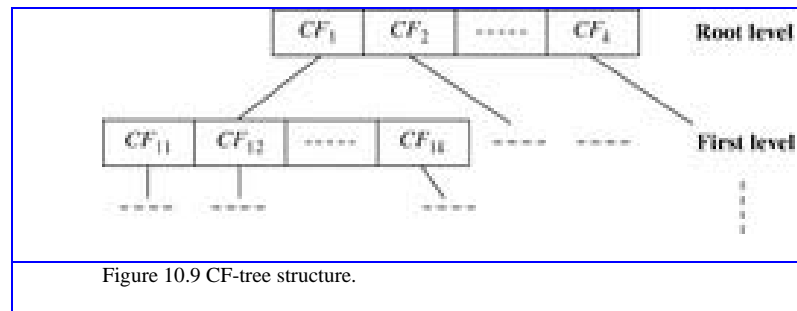 CF₁ CF₂ ----- CFₖ Root level
CF₁₁ CF₁₂ ----- CF₁ₖ ---- ---- First level
---- ---- ----
Figure 10.9 CF-tree structure.